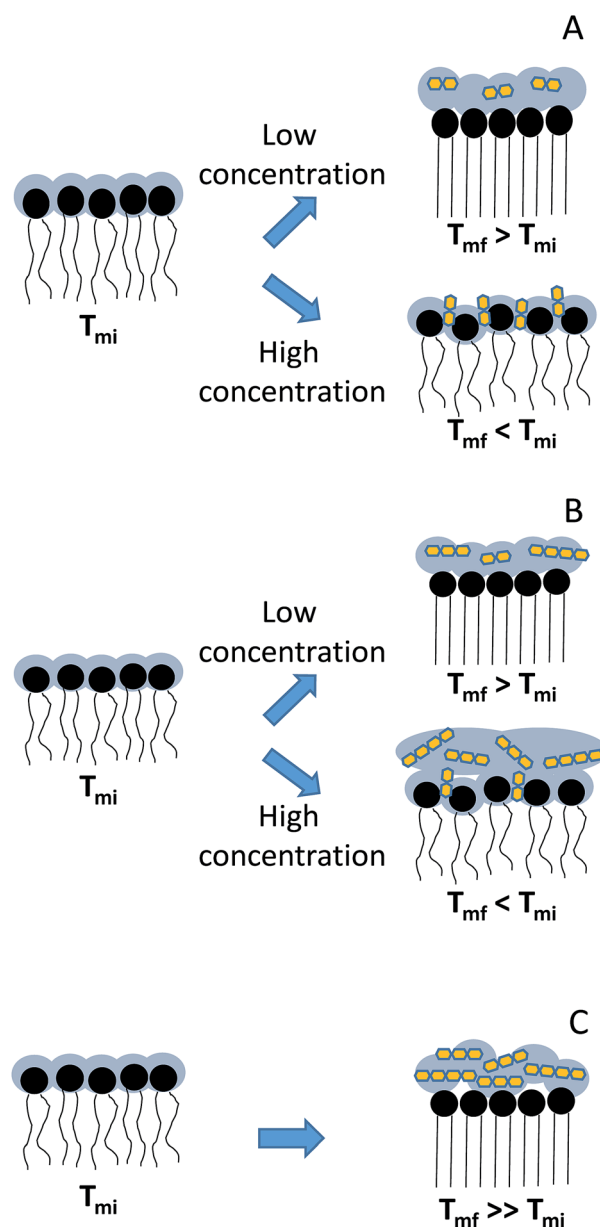 A
Low
concentration
T_mf > T_mi
T_mi
High
concentration
T_mf < T_mi
B
Low
concentration
T_mf > T_mi
T_mi
High
concentration
T_mf < T_mi
C
T_mi
T_mf >> T_mi